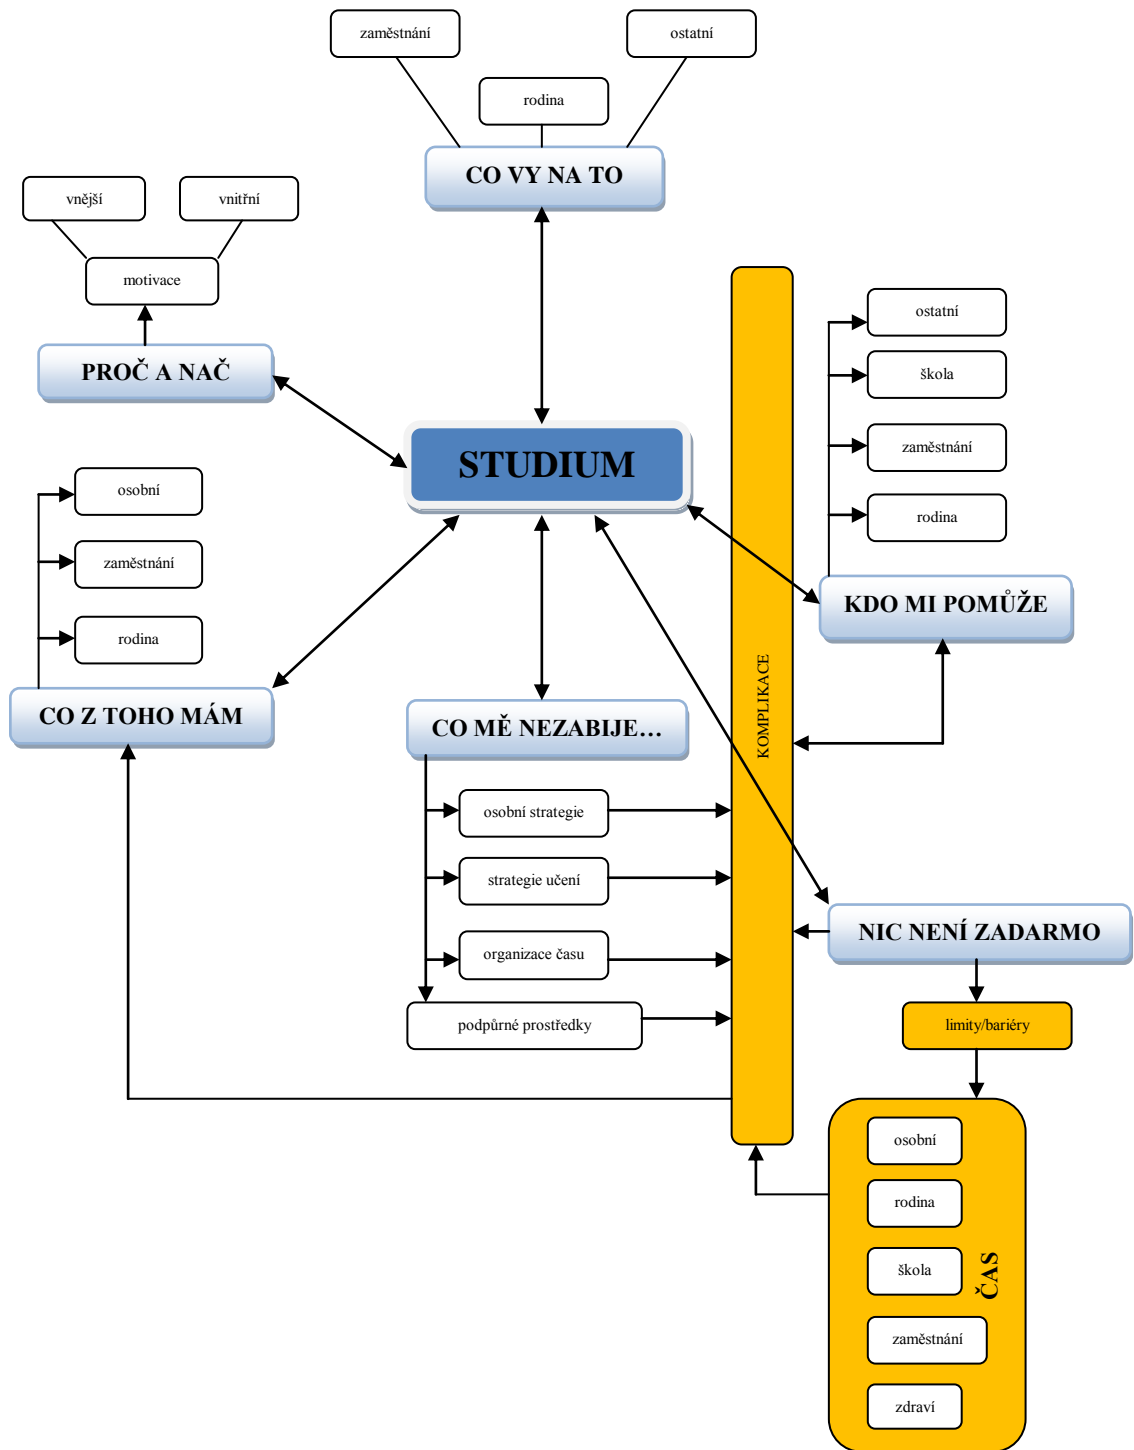 zaměstnání
ostatní
rodina
CO VY NA TO
vnější
vnitřní
motivace
PROČ A NAČ
STUDIUM
ostatní
škola
zaměstnání
rodina
KDO MI POMŮŽE
osobní
zaměstnání
rodina
CO Z TOHO MÁM
CO MĚ NEZABIJE…
osobní strategie
strategie učení
organizace času
podpůrné prostředky
KOMPLIKACE
NIC NENÍ ZADARMO
limity/bariéry
osobní
rodina
škola
zaměstnání
zdraví
ČAS